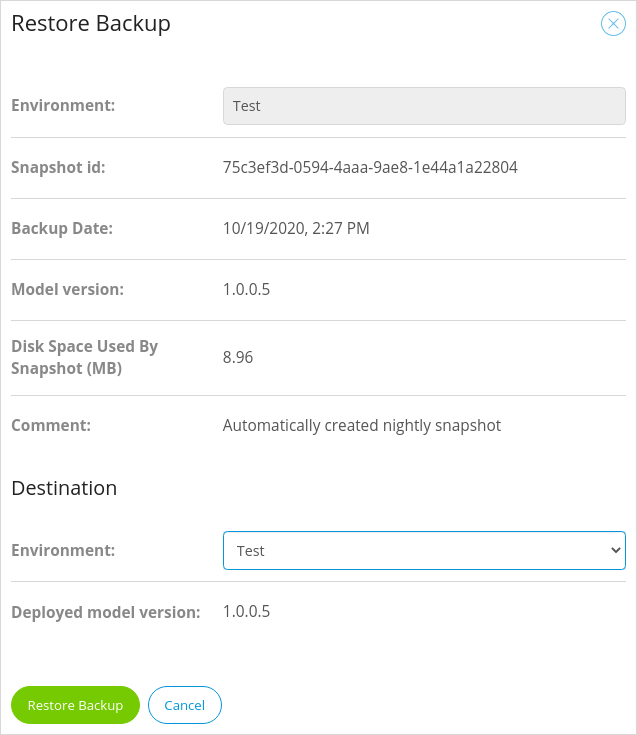 Restore Backup
Environment: Test
Snapshot id: 75c3ef3d-0594-4aaa-9ae8-1e44a1a22804
Backup Date: 10/19/2020, 2:27 PM
Model version: 1.0.0.5
Disk Space Used By
Snapshot (MB) 8.96
Comment: Automatically created nightly snapshot
Destination
Environment: Test
Deployed model version: 1.0.0.5
Restore Backup Cancel